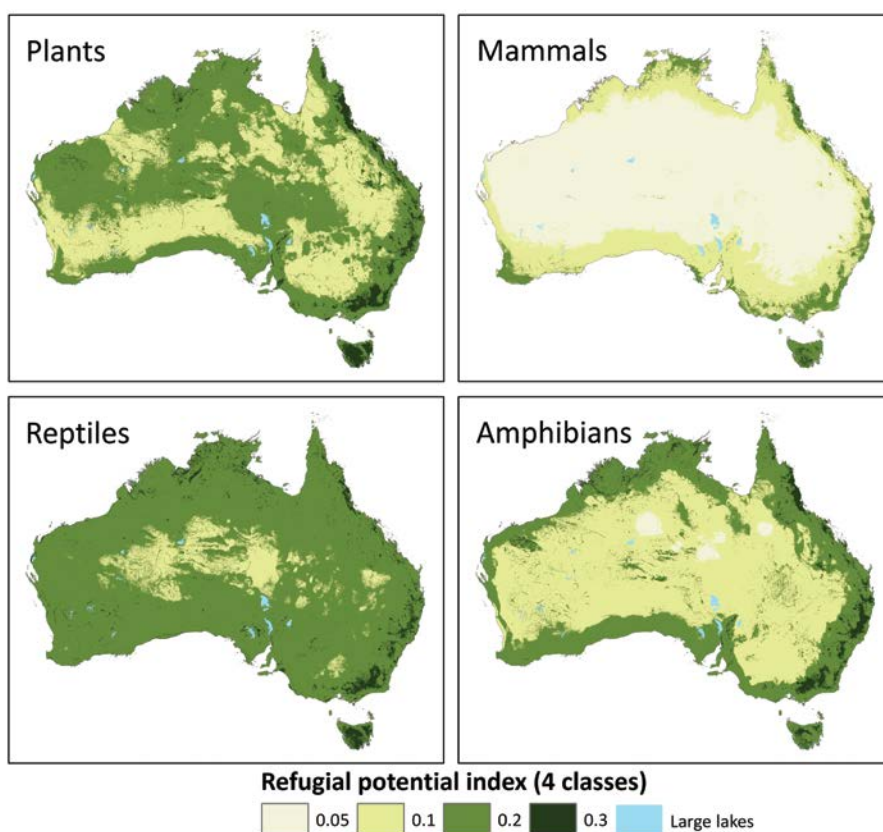 Plants
Mammals
Reptiles
Amphibians
Refugial potential index (4 classes)
0.05 0.1 0.2 0.3 Large lakes